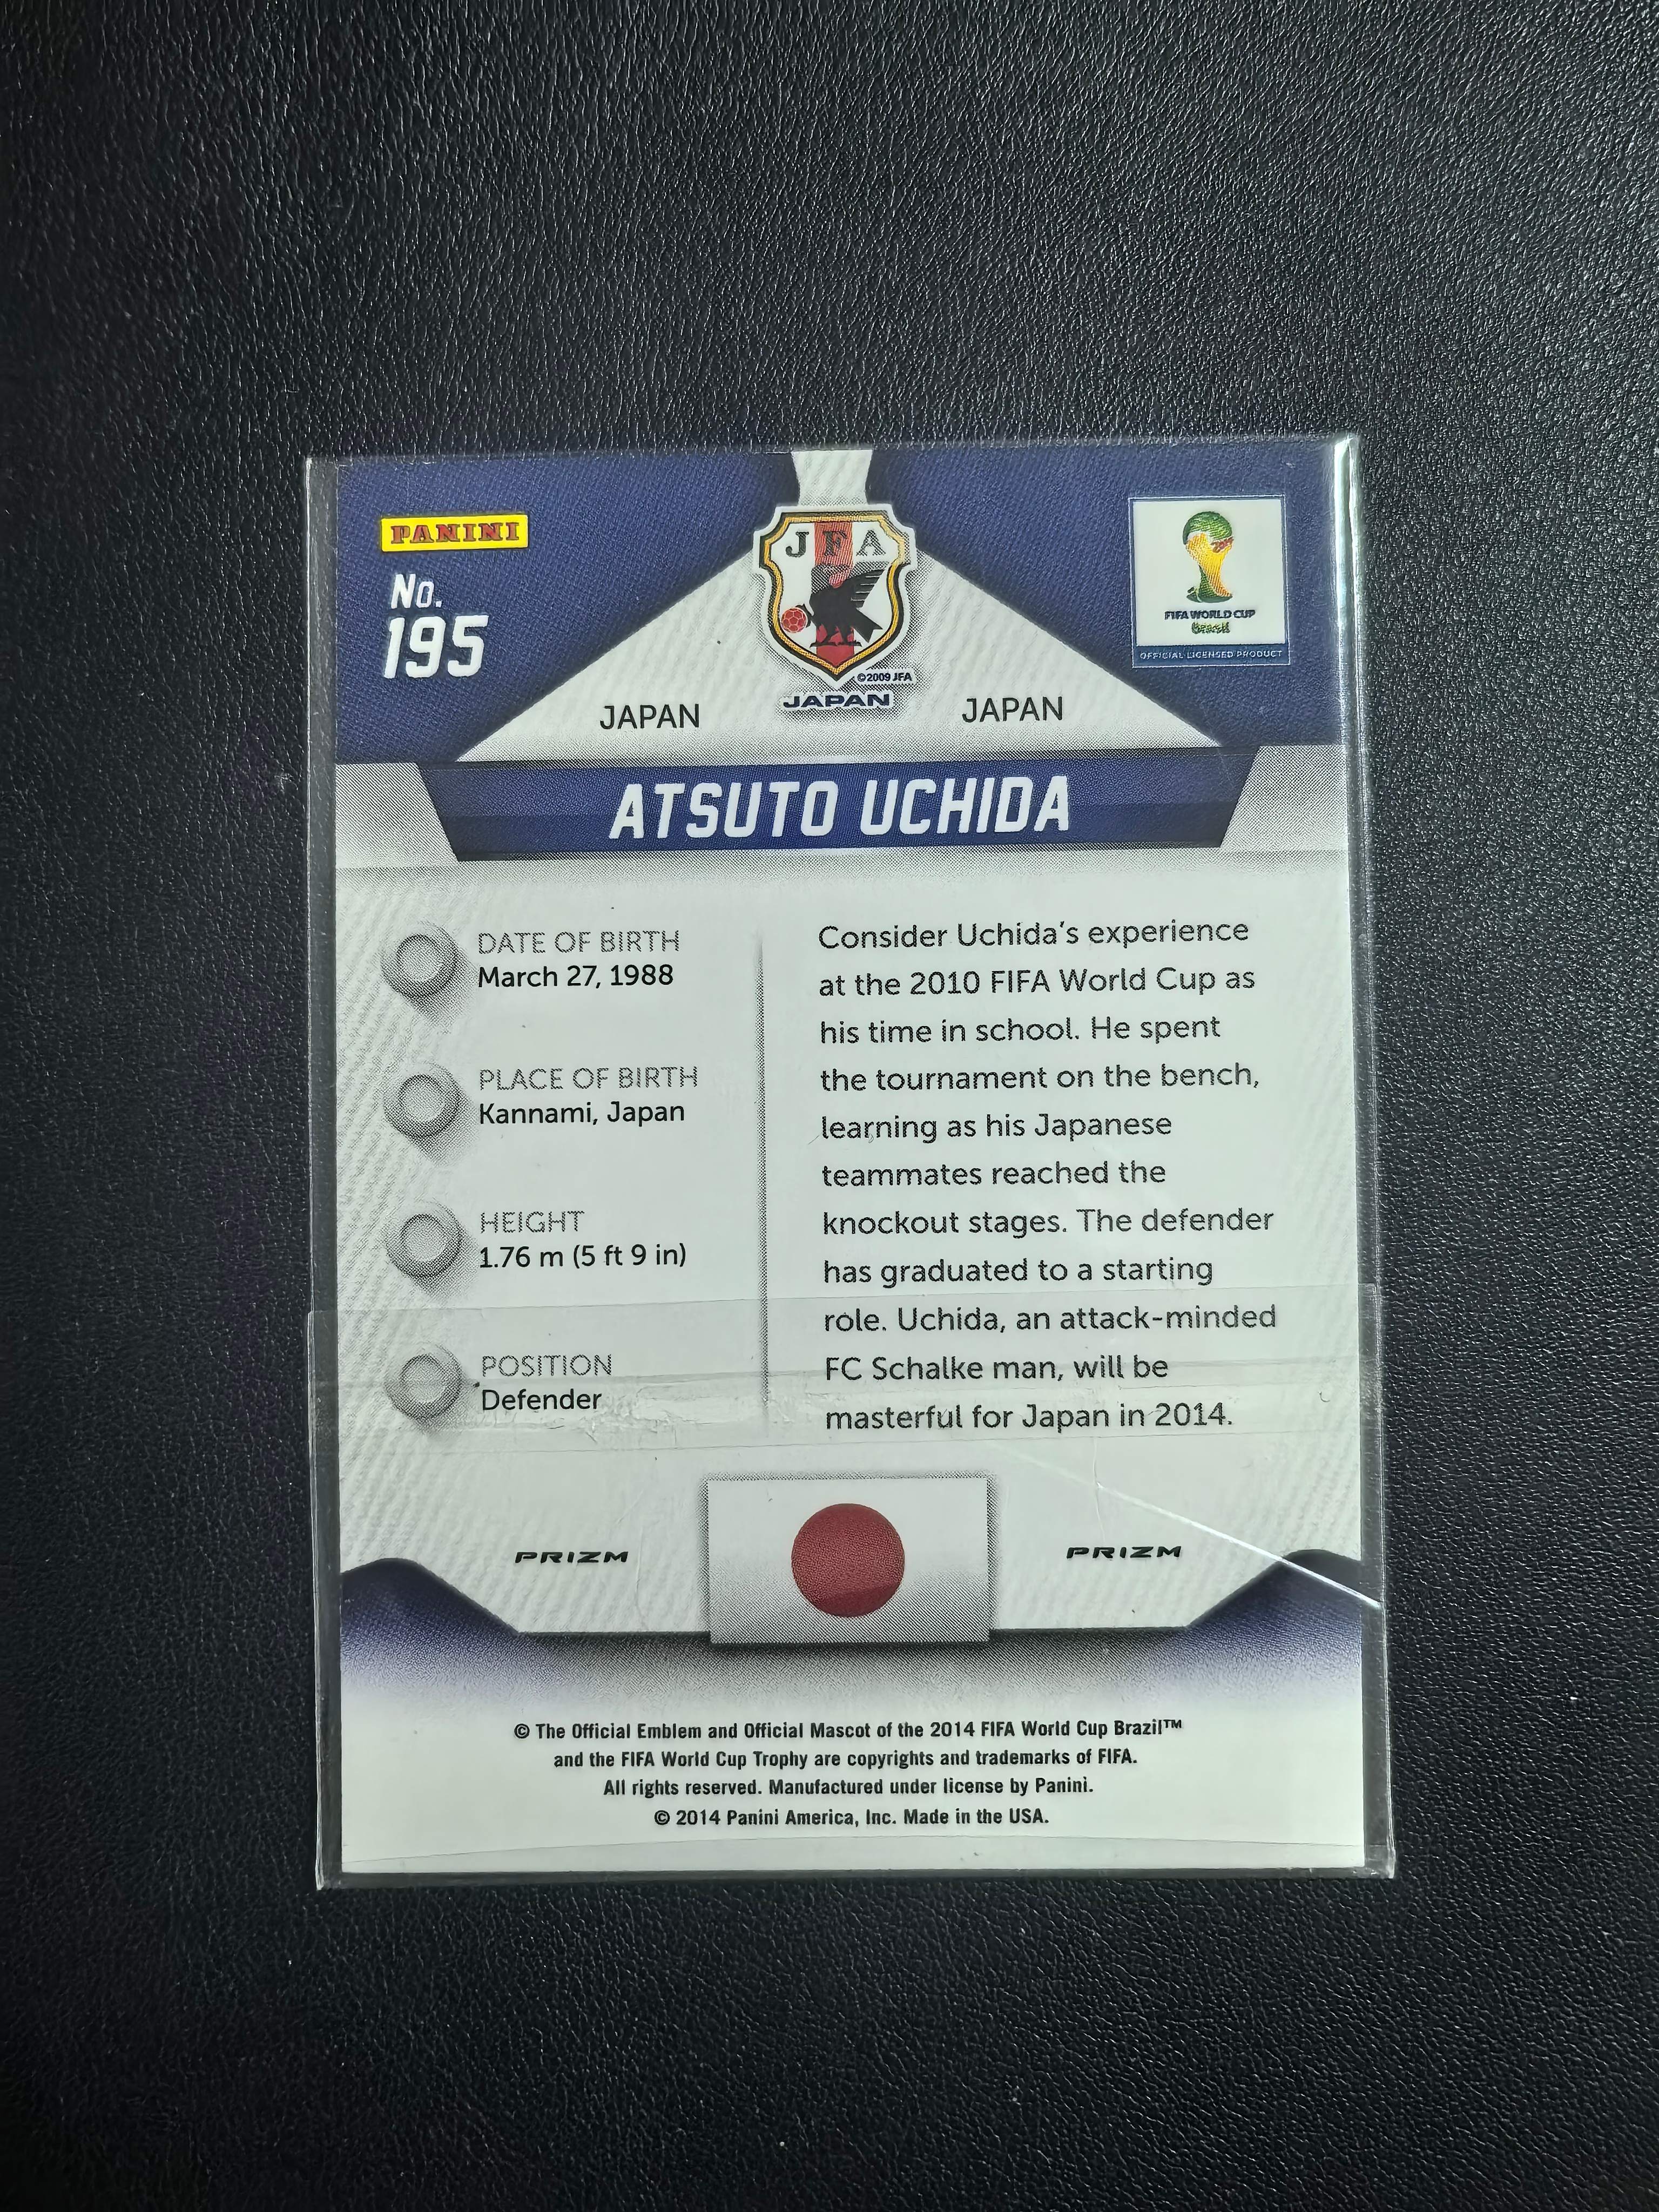 PANINI
No.
195
JFA
©2009 JFA
JAPAN
JAPAN
JAPAN
FIFA WORLD CUP
Brasil
OFFICIAL LICENSED PRODUCT
ATSUTO UCHIDA
DATE OF BIRTH
March 27, 1988
PLACE OF BIRTH
Kannami, Japan
HEIGHT
1.76 m (5 ft 9 in)
POSITION
Defender
Consider Uchida's experience
at the 2010 FIFA World Cup as
his time in school. He spent
the tournament on the bench,
learning as his Japanese
teammates reached the
knockout stages. The defender
has graduated to a starting
role. Uchida, an attack-minded
FC Schalke man, will be
masterful for Japan in 2014.
PRIZM
PRIZM
© The Official Emblem and Official Mascot of the 2014 FIFA World Cup Brazil™
and the FIFA World Cup Trophy are copyrights and trademarks of FIFA.
All rights reserved. Manufactured under license by Panini.
© 2014 Panini America, Inc. Made in the USA.